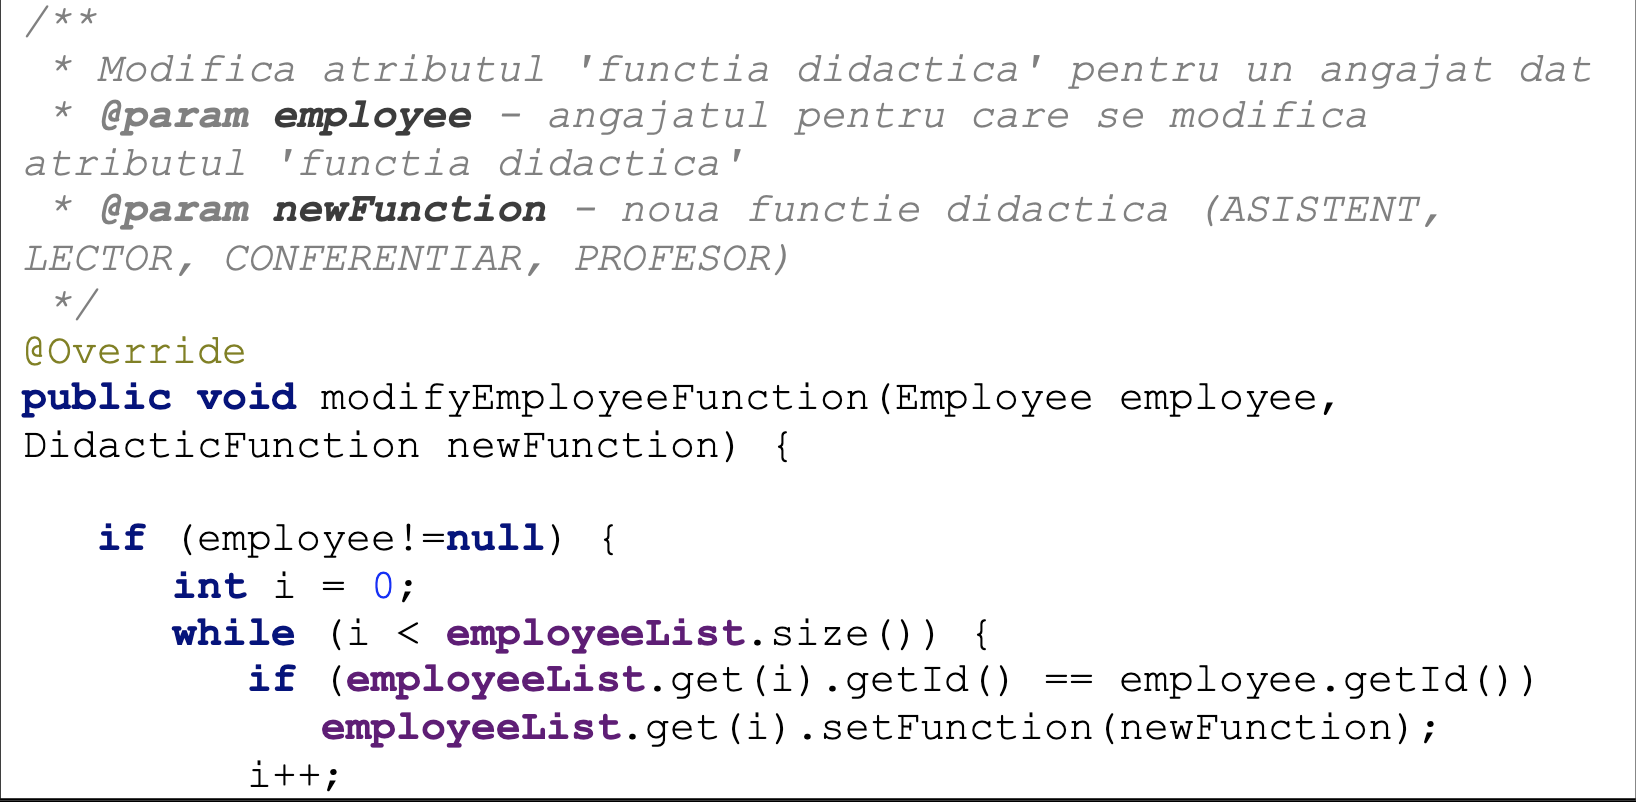 /**
 * Modifica atributul 'functia didactica' pentru un angajat dat
 * @param employee - angajatul pentru care se modifica
atributul 'functia didactica'
 * @param newFunction - noua functie didactica (ASISTENT,
LECTOR, CONFERENTIAR, PROFESOR)
 */
@Override
public void modifyEmployeeFunction(Employee employee,
DidacticFunction newFunction) {
   if (employee!=null) {
      int i = 0;
      while (i < employeeList.size()) {
         if (employeeList.get(i).getId() == employee.getId())
            employeeList.get(i).setFunction(newFunction);
         i++;